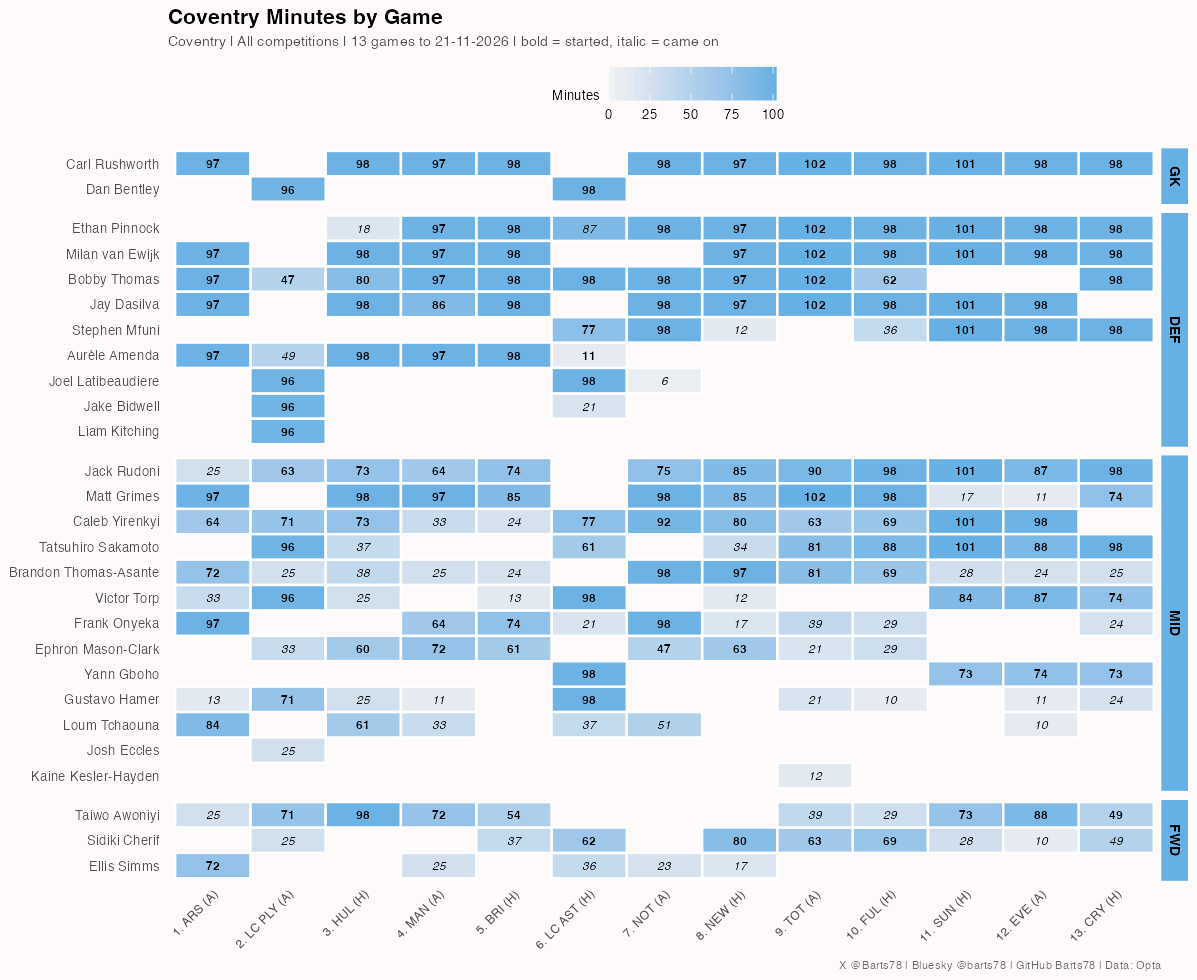 Coventry Minutes by Game
Coventry | All competitions | 13 games to 21-11-2026 | bold = started, italic = came on
Minutes
0 25 50 75 100
Carl Rushworth 97 98 97 98 98 97 102 98 101 98 98
Dan Bentley 96 98
GK
Ethan Pinnock 18 97 98 87 98 97 102 98 101 98 98
Milan van Ewijk 97 98 97 98 97 102 98 101 98 98
Bobby Thomas 97 47 80 97 98 98 98 97 102 62 98
Jay Dasilva 97 98 86 98 98 97 102 98 101 98
Stephen Mfuni 77 98 12 36 101 98 98
Aurèle Amenda 97 49 98 97 98 11
Joel Latibeaudiere 96 98 6
Jake Bidwell 96 21
Liam Kitching 96
DEF
Jack Rudoni 25 63 73 64 74 75 85 90 98 101 87 98
Matt Grimes 97 98 97 85 98 85 102 98 17 11 74
Caleb Yirenkyi 64 71 73 33 24 77 92 80 63 69 101 98
Tatsuhiro Sakamoto 96 37 61 34 81 88 101 88 98
Brandon Thomas-Asante 72 25 38 25 24 98 97 81 69 28 24 25
Victor Torp 33 96 25 13 98 12 84 87 74
Frank Onyeka 97 64 74 21 98 17 39 29 24
Ephron Mason-Clark 33 60 72 61 47 63 21 29
Yann Gboho 98 73 74 73
Gustavo Hamer 13 71 25 11 98 21 10 11 24
Loum Tchaouna 84 61 33 37 51 10
Josh Eccles 25
Kaine Kesler-Hayden 12
MID
Taiwo Awoniyi 25 71 98 72 54 39 29 73 88 49
Sidiki Cherif 25 37 62 80 63 69 28 10 49
Ellis Simms 72 25 36 23 17
FWD
1. ARS (A) 2. LC PLY (A) 3. HUL (H) 4. MAN (A) 5. BRI (H) 6. LC AST (H) 7. NOT (A) 8. NEW (H) 9. TOT (A) 10. FUL (H) 11. SUN (H) 12. EVE (A) 13. CRY (H)
X @Barts78 | Bluesky @barts78 | GitHub Barts78 | Data: Opta